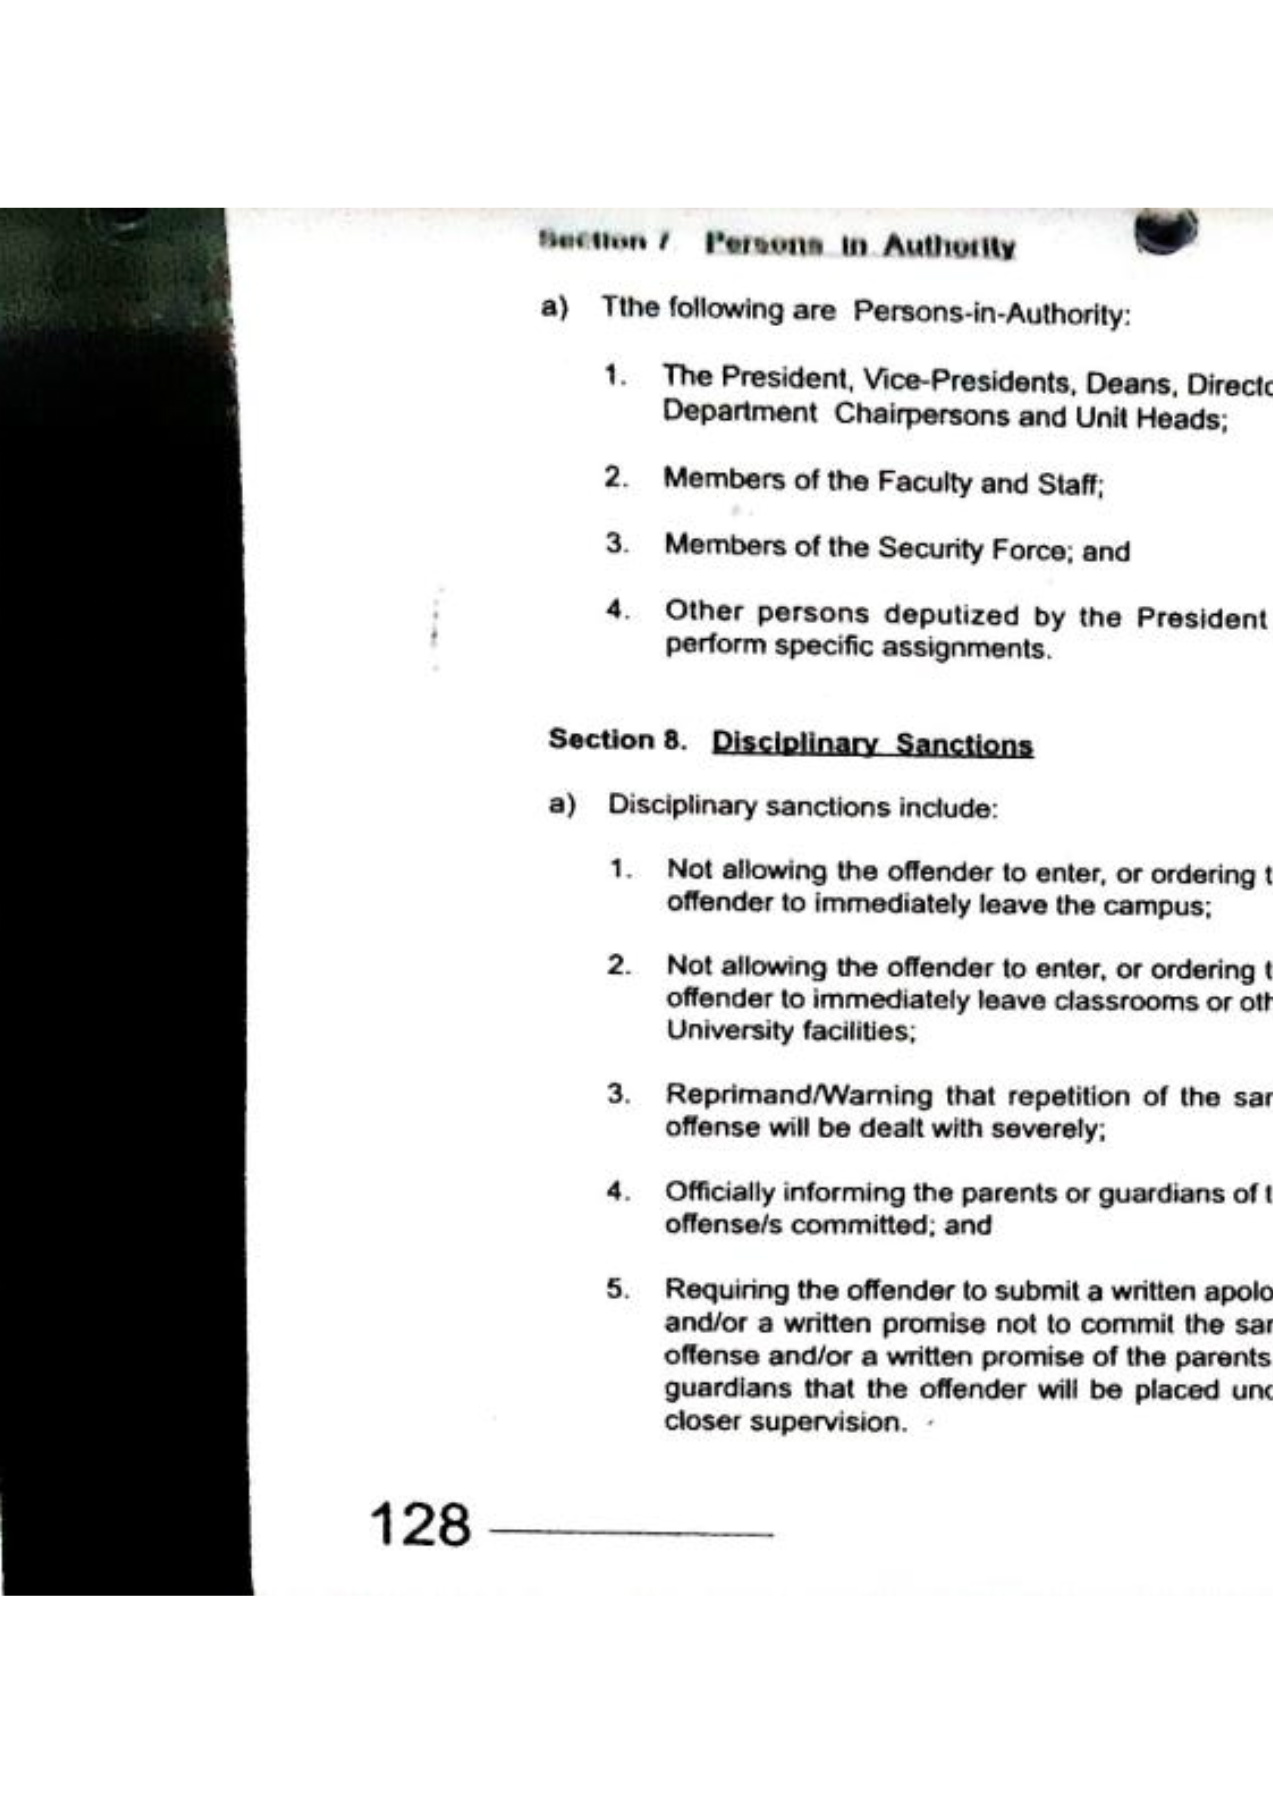 Section 7 Persons in Authority
a) Tthe following are Persons-in-Authority:
1. The President, Vice-Presidents, Deans, Directo
Department Chairpersons and Unit Heads;
2. Members of the Faculty and Staff;
3. Members of the Security Force; and
4. Other persons deputized by the President
perform specific assignments.
Section 8. Disciplinary Sanctions
a) Disciplinary sanctions include:
1. Not allowing the offender to enter, or ordering t
offender to immediately leave the campus;
2. Not allowing the offender to enter, or ordering t
offender to immediately leave classrooms or oth
University facilities;
3. Reprimand/Warning that repetition of the sar
offense will be dealt with severely;
4. Officially informing the parents or guardians of t
offense/s committed; and
5. Requiring the offender to submit a written apolo
and/or a written promise not to commit the sar
offense and/or a written promise of the parents
guardians that the offender will be placed und
closer supervision.
128